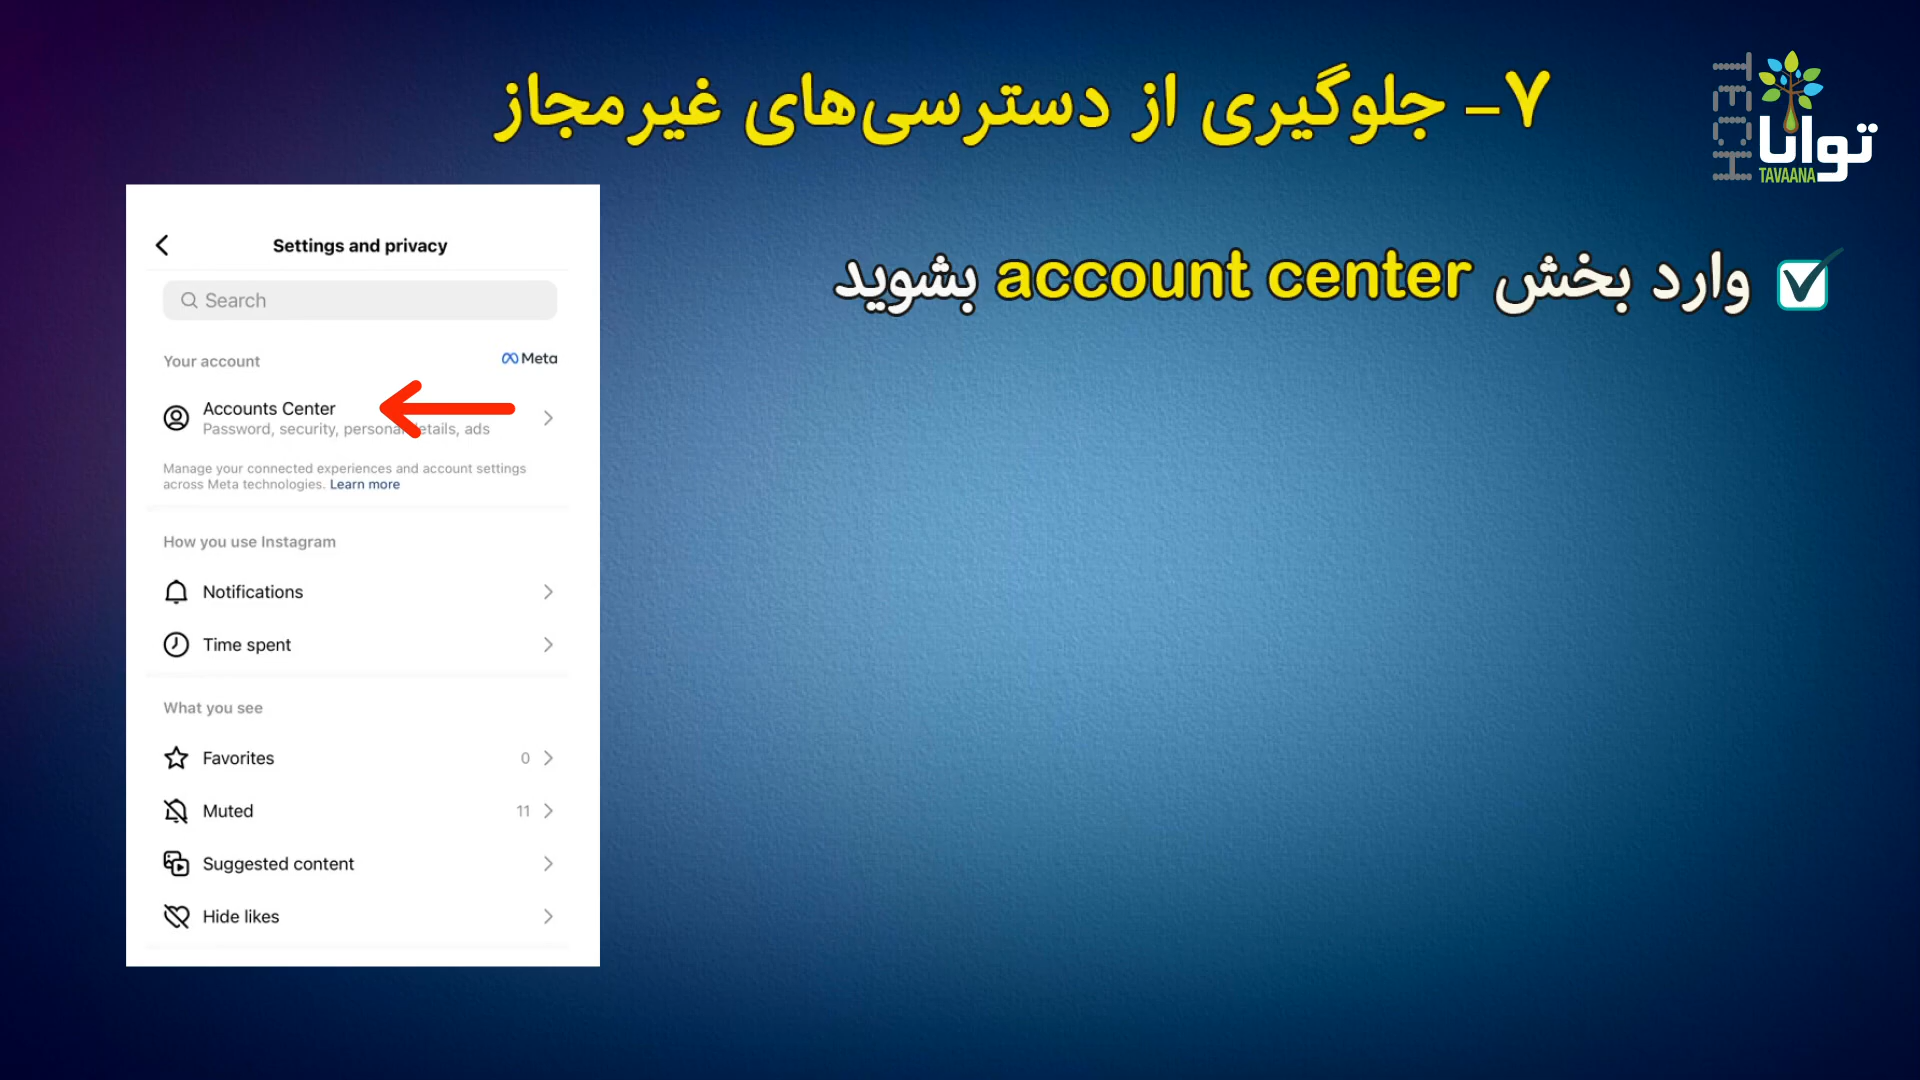 ۷- جلوگیری از دسترسی‌های غیرمجاز
TECH
توانا
TAVAANA
وارد بخش account center بشوید
Settings and privacy
Search
Your account
Meta
Accounts Center
Password, security, personal details, ads
Manage your connected experiences and account settings
across Meta technologies. Learn more
How you use Instagram
Notifications
Time spent
What you see
Favorites 0
Muted 11
Suggested content
Hide likes